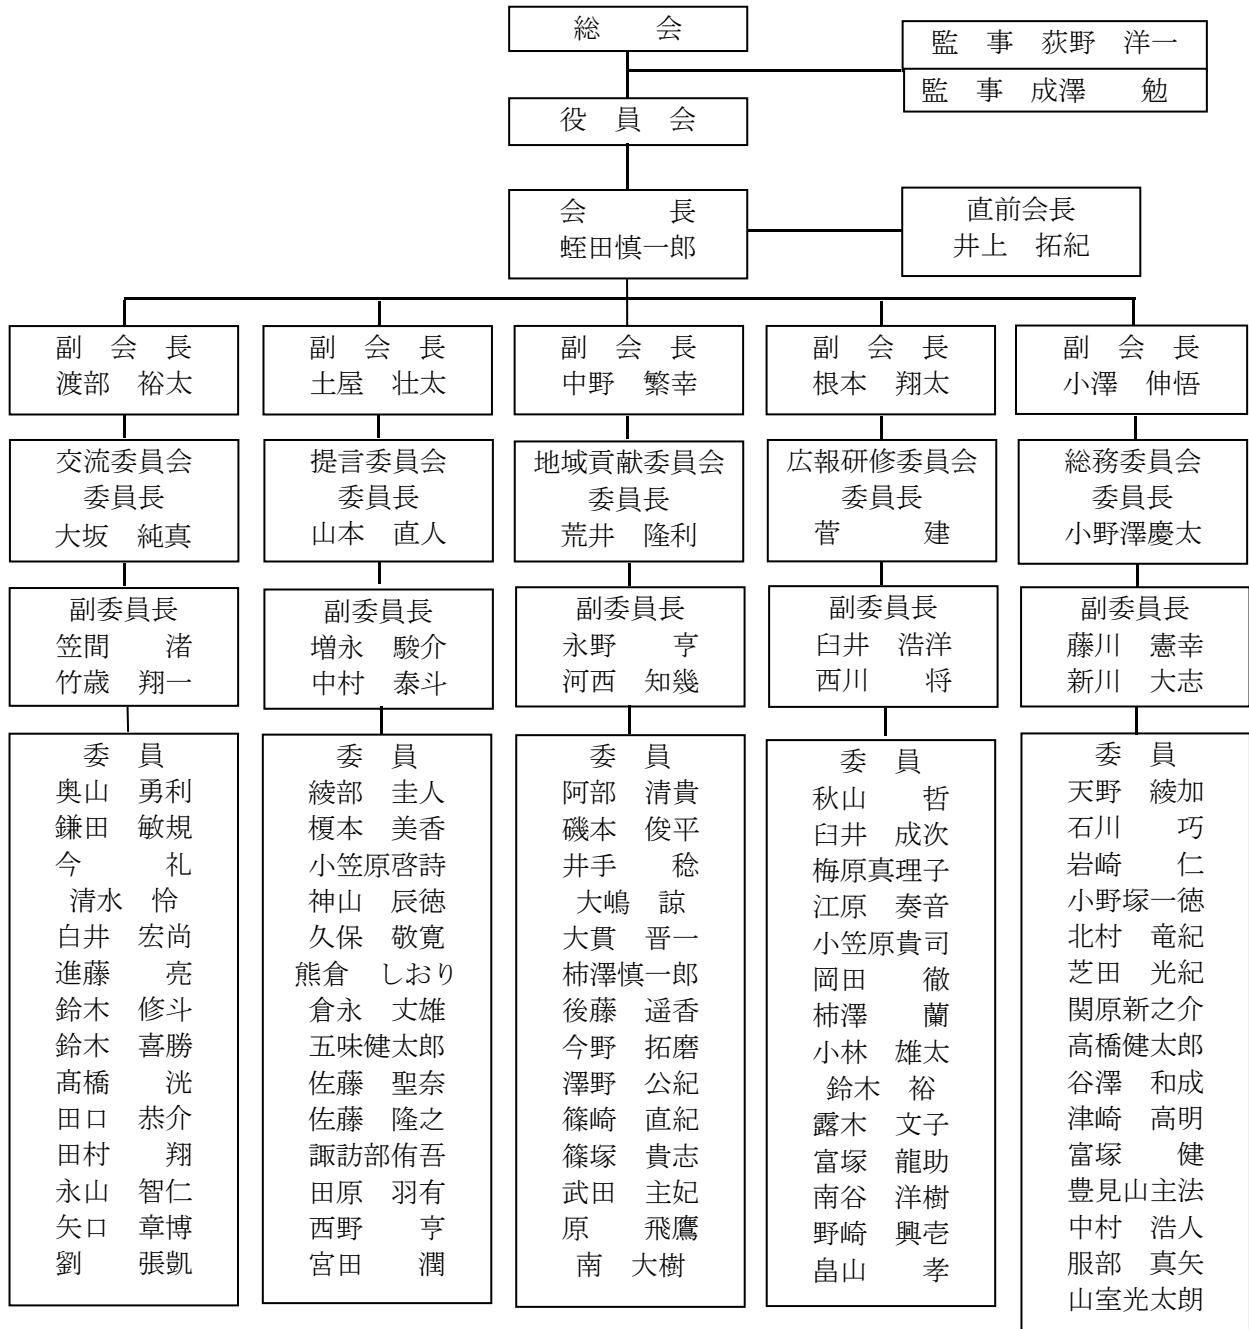 総　　会
監　事　荻野　洋一
監　事　成澤　　勉
役　員　会
会　　　長
蛭田慎一郎
直前会長
井上　拓紀
副　会　長
渡部　裕太
副　会　長
土屋　壮太
副　会　長
中野　繁幸
副　会　長
根本　翔太
副　会　長
小澤　伸悟
交流委員会
委員長
大坂　純真
提言委員会
委員長
山本　直人
地域貢献委員会
委員長
荒井　隆利
広報研修委員会
委員長
菅　　　建
総務委員会
委員長
小野澤慶太
副委員長
笠間　　渚
竹歳　翔一
副委員長
増永　駿介
中村　泰斗
副委員長
永野　　亨
河西　知幾
副委員長
臼井　浩洋
西川　　将
副委員長
藤川　憲幸
新川　大志
委　員
奥山　勇利
鎌田　敏規
今　　　礼
清水　怜
白井　宏尚
進藤　　亮
鈴木　修斗
鈴木　喜勝
髙橋　　洸
田口　恭介
田村　　翔
永山　智仁
矢口　章博
劉　　張凱
委　員
綾部　圭人
榎本　美香
小笠原啓詩
神山　辰徳
久保　敬寛
熊倉　しおり
倉永　丈雄
五味健太郎
佐藤　聖奈
佐藤　隆之
諏訪部侑吾
田原　羽有
西野　　亨
宮田　　潤
委　員
阿部　清貴
磯本　俊平
井手　　稔
大嶋　諒
大貫　晋一
柿澤慎一郎
後藤　遥香
今野　拓磨
澤野　公紀
篠崎　直紀
篠塚　貴志
武田　主妃
原　　飛鷹
南　大樹
委　員
秋山　　哲
臼井　成次
梅原真理子
江原　奏音
小笠原貴司
岡田　　徹
柿澤　　蘭
小林　雄太
鈴木　裕
露木　文子
富塚　龍助
南谷　洋樹
野崎　興壱
畠山　　孝
委　員
天野　綾加
石川　　巧
岩崎　　仁
小野塚一徳
北村　竜紀
芝田　光紀
関原新之介
高橋健太郎
谷澤　和成
津崎　高明
富塚　　健
豊見山主法
中村　浩人
服部　真矢
山室光太朗